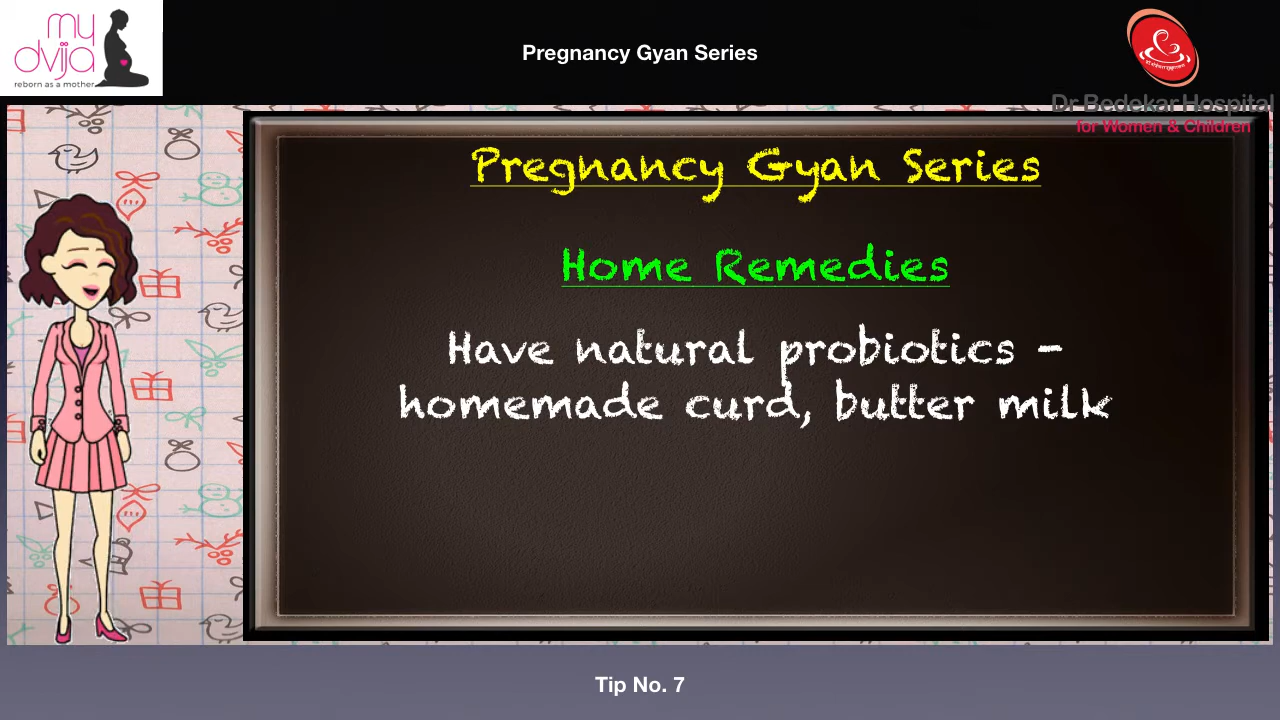 my
dvija
reborn as a mother
Pregnancy Gyan Series
Dr Bedekar Hospital
for Women & Children
Pregnancy Gyan Series
Home Remedies
Have natural probiotics -
homemade curd, butter milk
Tip No. 7